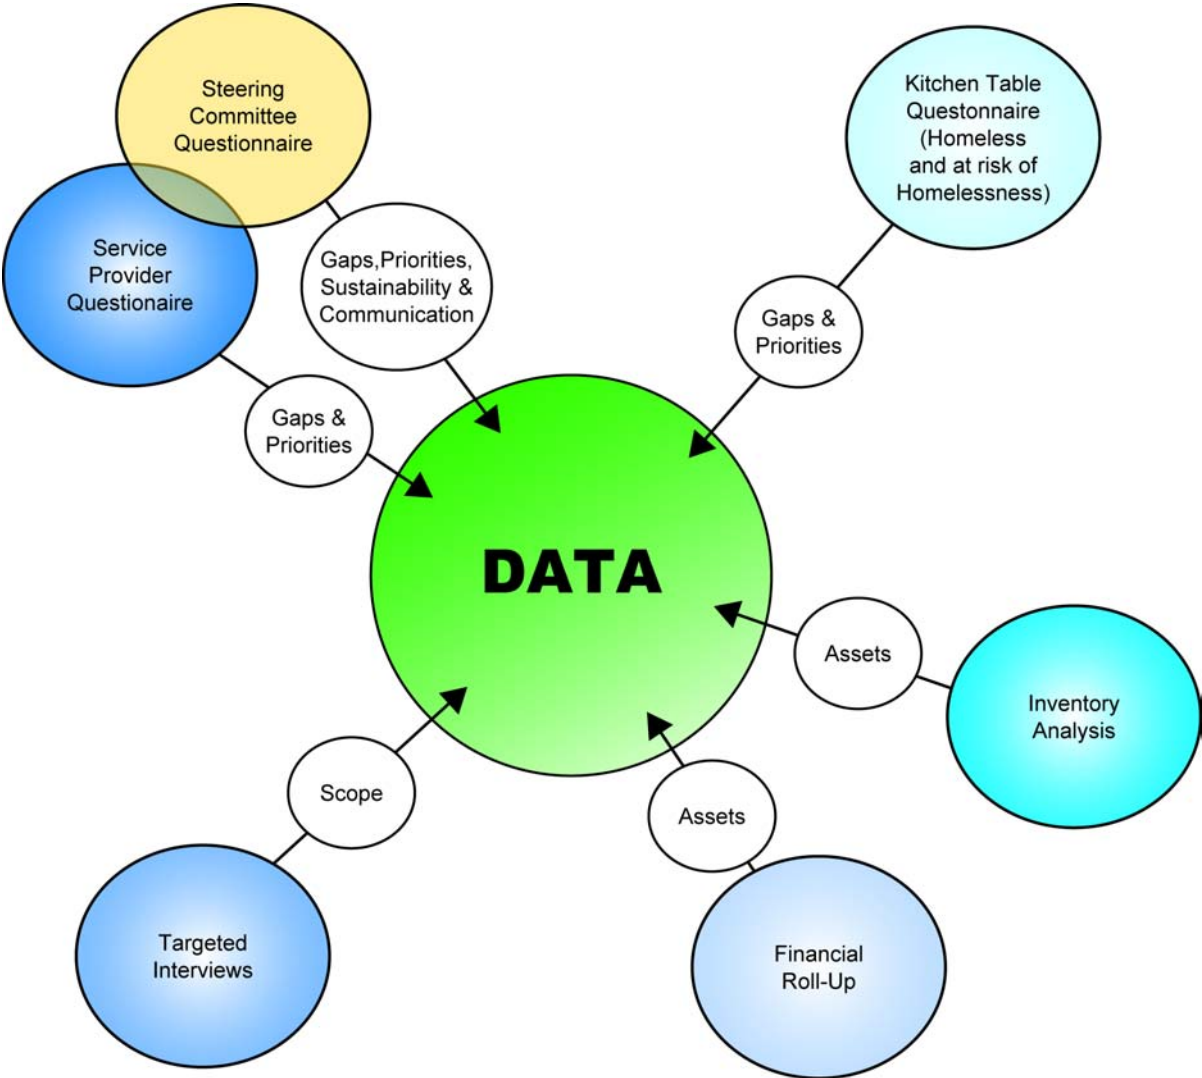 Steering
Committee
Questionnaire
Kitchen Table
Questonnaire
(Homeless
and at risk of
Homelessness)
Service
Provider
Questionaire
Gaps,Priorities,
Sustainability &
Communication
Gaps &
Priorities
Gaps &
Priorities
DATA
Assets
Inventory
Analysis
Scope
Assets
Targeted
Interviews
Financial
Roll-Up